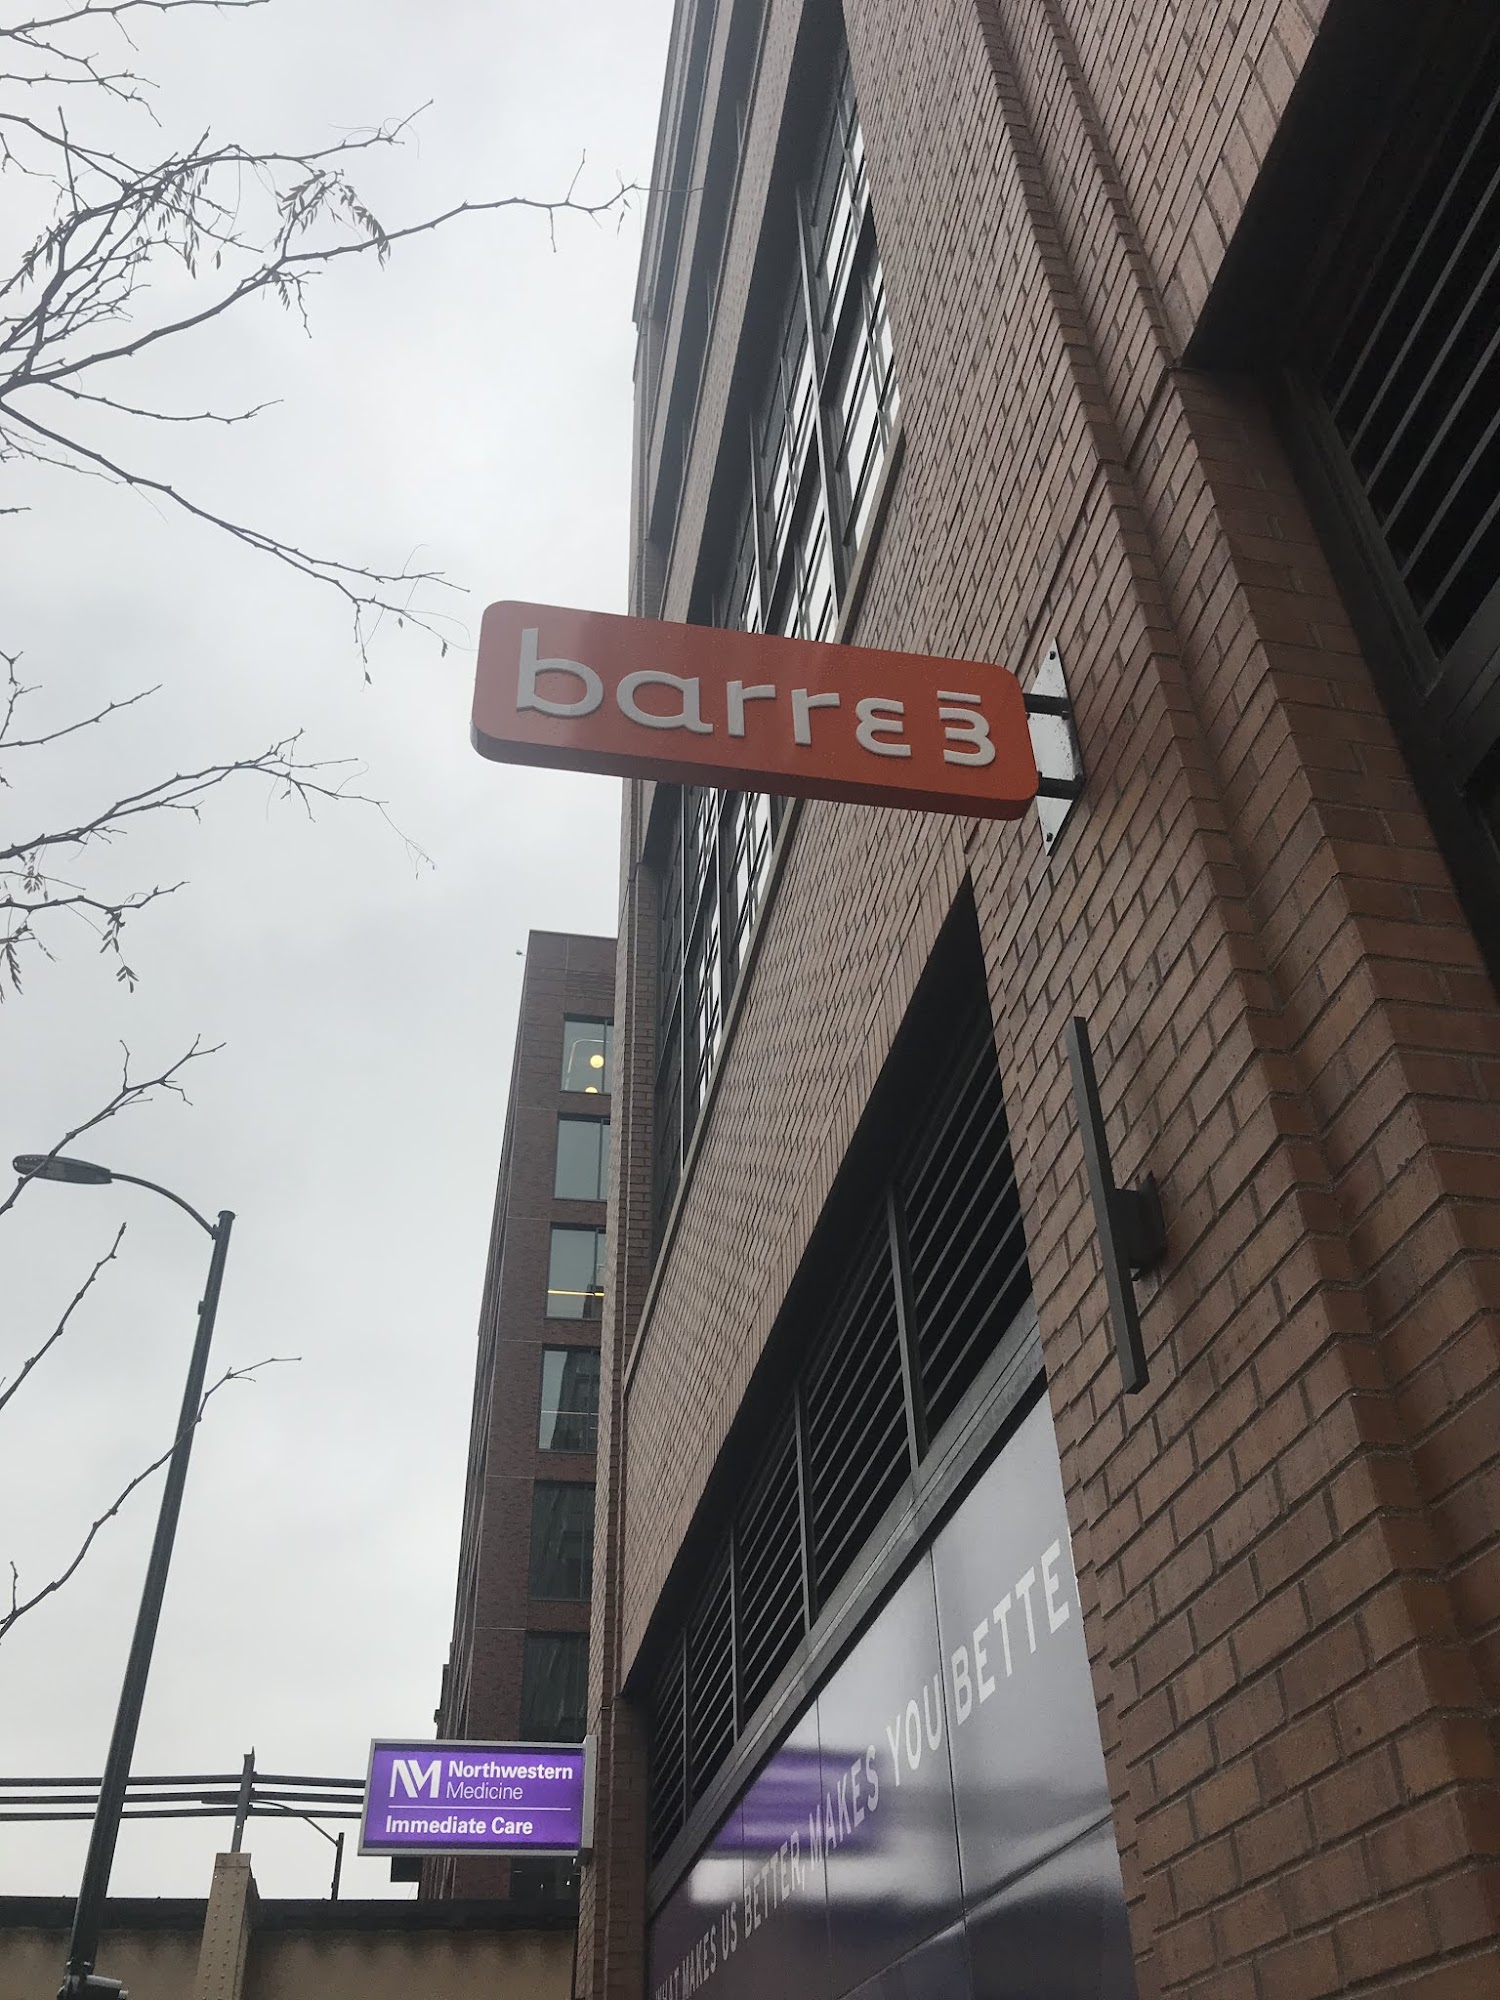 barre3
Northwestern
Medicine
Immediate Care
WHAT MAKES US BETTER, MAKES YOU BETTE